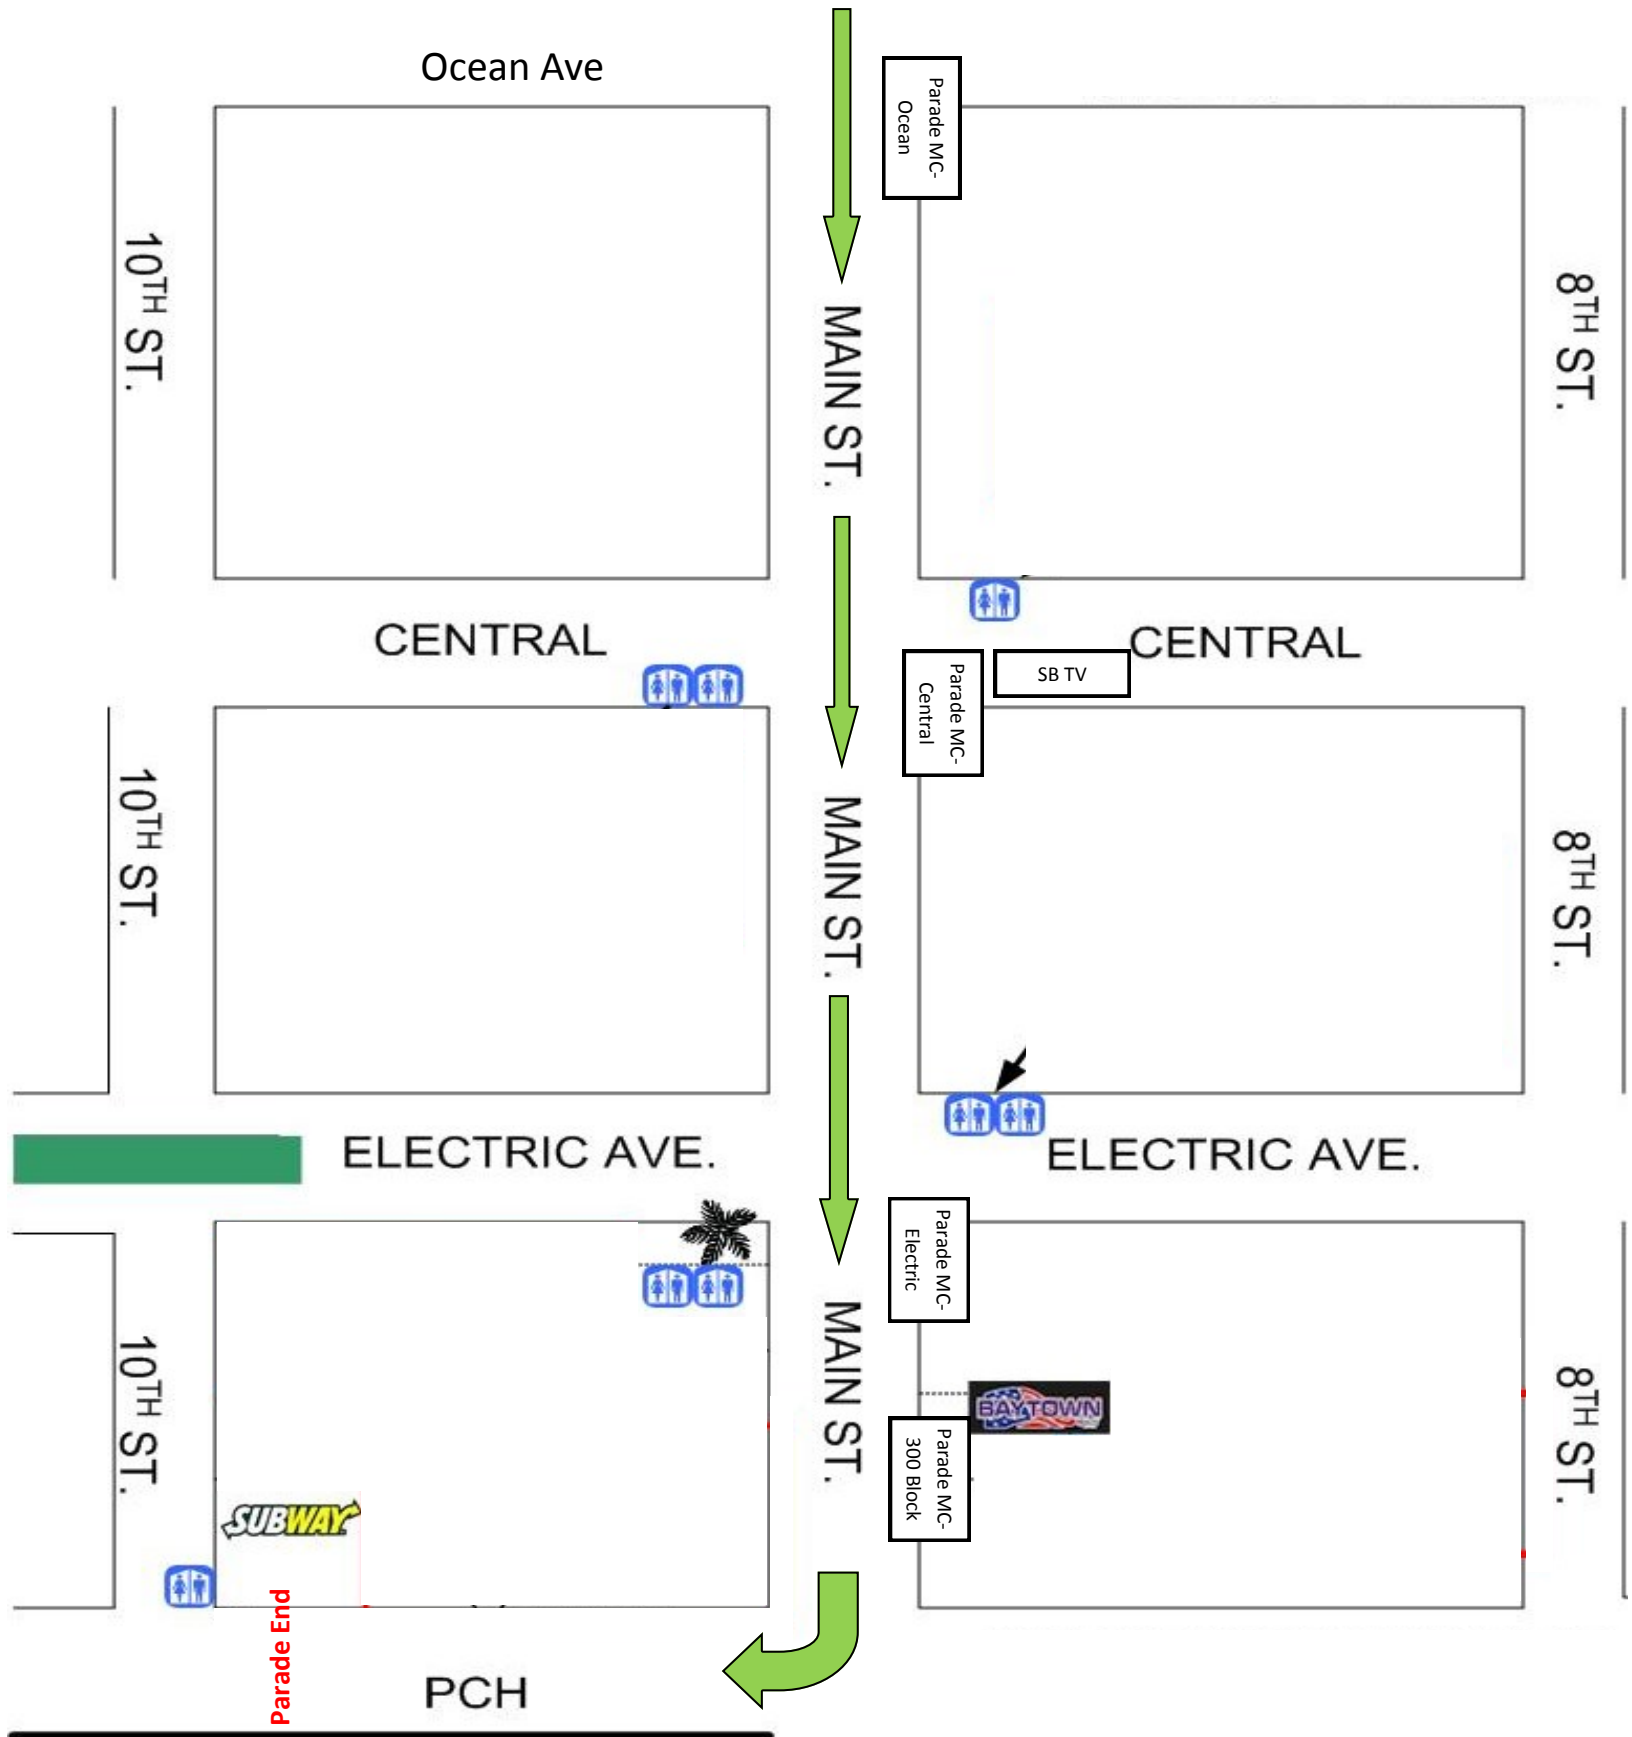 Ocean Ave
Parade MC-
Ocean
10TH ST.
MAIN ST.
8TH ST.
CENTRAL
CENTRAL
Parade MC-
Central
SB TV
10TH ST.
MAIN ST.
8TH ST.
ELECTRIC AVE.
ELECTRIC AVE.
Parade MC-
Electric
10TH ST.
MAIN ST.
8TH ST.
BAYTOWN
Parade MC-
300 Block
SUBWAY
Parade End
PCH